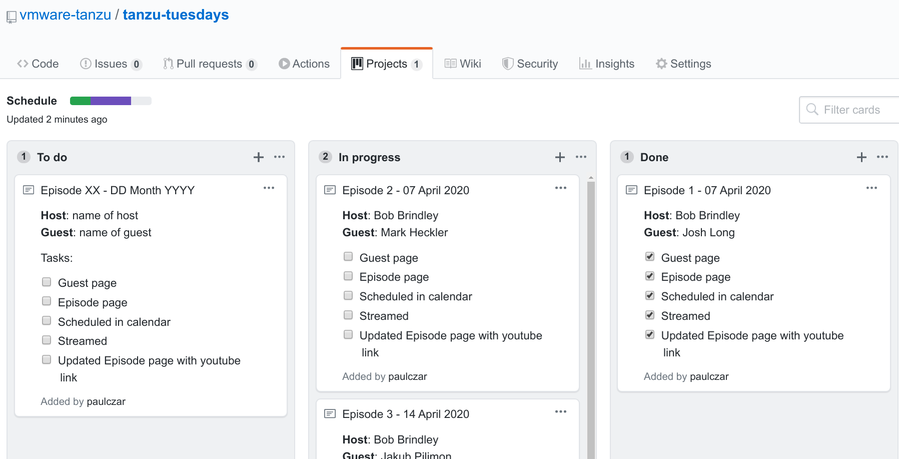 vmware-tanzu / tanzu-tuesdays
Code Issues 0 Pull requests 0 Actions Projects 1 Wiki Security Insights Settings
Schedule
Updated 2 minutes ago
Filter cards
1 To do
Episode XX - DD Month YYYY
Host: name of host
Guest: name of guest
Tasks:
Guest page
Episode page
Scheduled in calendar
Streamed
Updated Episode page with youtube
link
Added by paulczar
2 In progress
Episode 2 - 07 April 2020
Host: Bob Brindley
Guest: Mark Heckler
Guest page
Episode page
Scheduled in calendar
Streamed
Updated Episode page with youtube
link
Added by paulczar
Episode 3 - 14 April 2020
Host: Bob Brindley
Guest: Jakub Pilimon
1 Done
Episode 1 - 07 April 2020
Host: Bob Brindley
Guest: Josh Long
Guest page
Episode page
Scheduled in calendar
Streamed
Updated Episode page with youtube
link
Added by paulczar